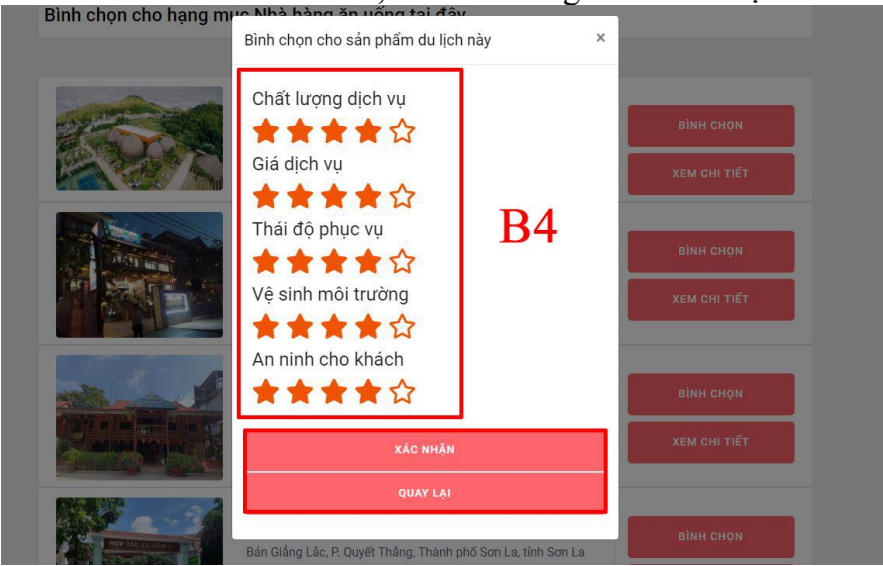 Bình chọn cho hạng mục Nhà hàng ăn uống tại đây
Bình chọn cho sản phẩm du lịch này ×
Chất lượng dịch vụ
Giá dịch vụ
Thái độ phục vụ
Vệ sinh môi trường
An ninh cho khách
B4
XÁC NHẬN
QUAY LẠI
BÌNH CHỌN
XEM CHI TIẾT
BÌNH CHỌN
XEM CHI TIẾT
BÌNH CHỌN
XEM CHI TIẾT
BÌNH CHỌN
Bản Giảng Lắc, P. Quyết Thắng, Thành phố Sơn La, tỉnh Sơn La